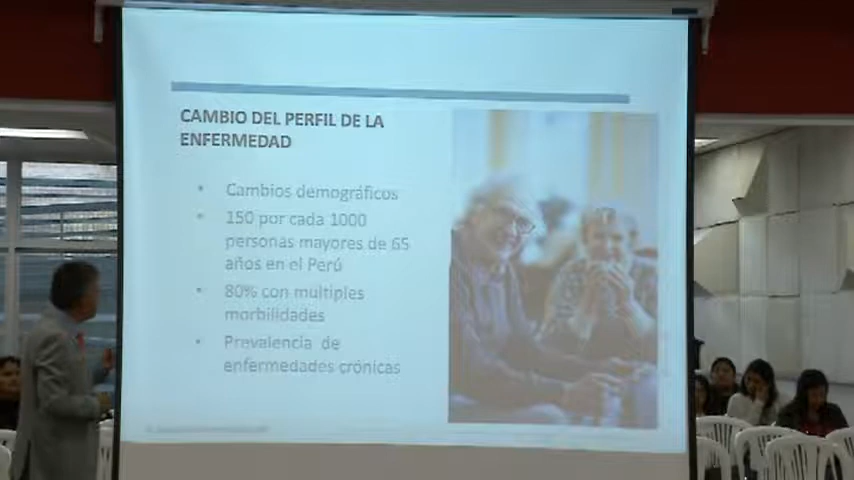 CAMBIO DEL PERFIL DE LA
ENFERMEDAD
• Cambios demográficos
• 150 por cada 1000
personas mayores de 65
años en el Perú
• 80% con multiples
morbilidades
• Prevalencia de
enfermedades crónicas